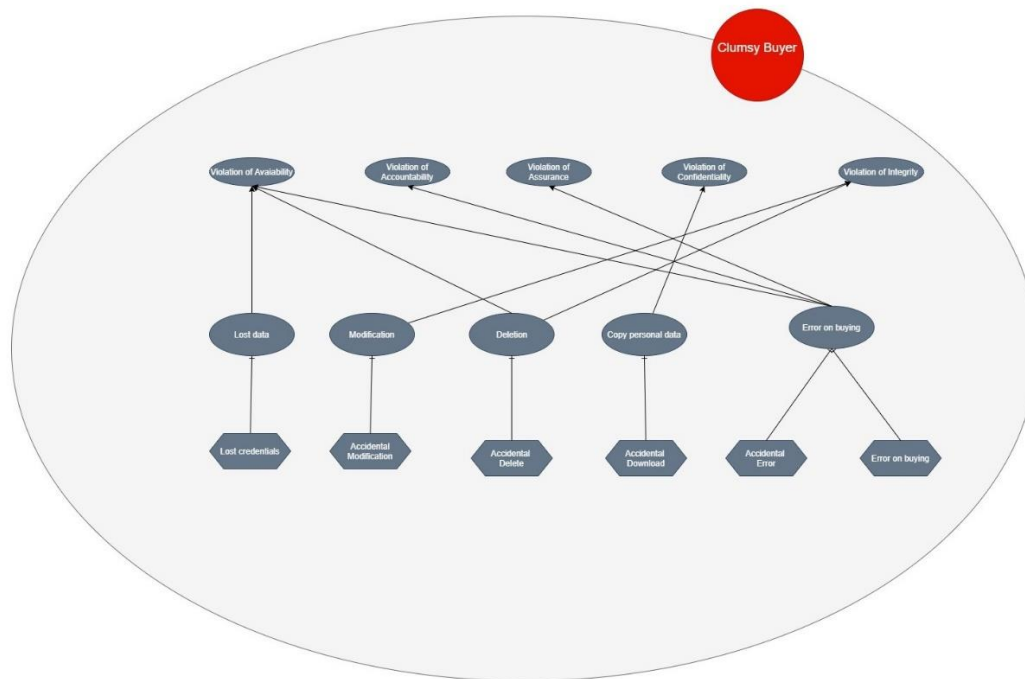 Clumsy Buyer
Violation of Avaiability
Violation of
Accountability
Violation of
Assurance
Violation of
Confidentiality
Violation of Integrity
Lost data
Modification
Deletion
Copy personal data
Error on buying
Lost credentials
Accidental
Modification
Accidental
Delete
Accidental
Download
Accidental
Error
Error on buying